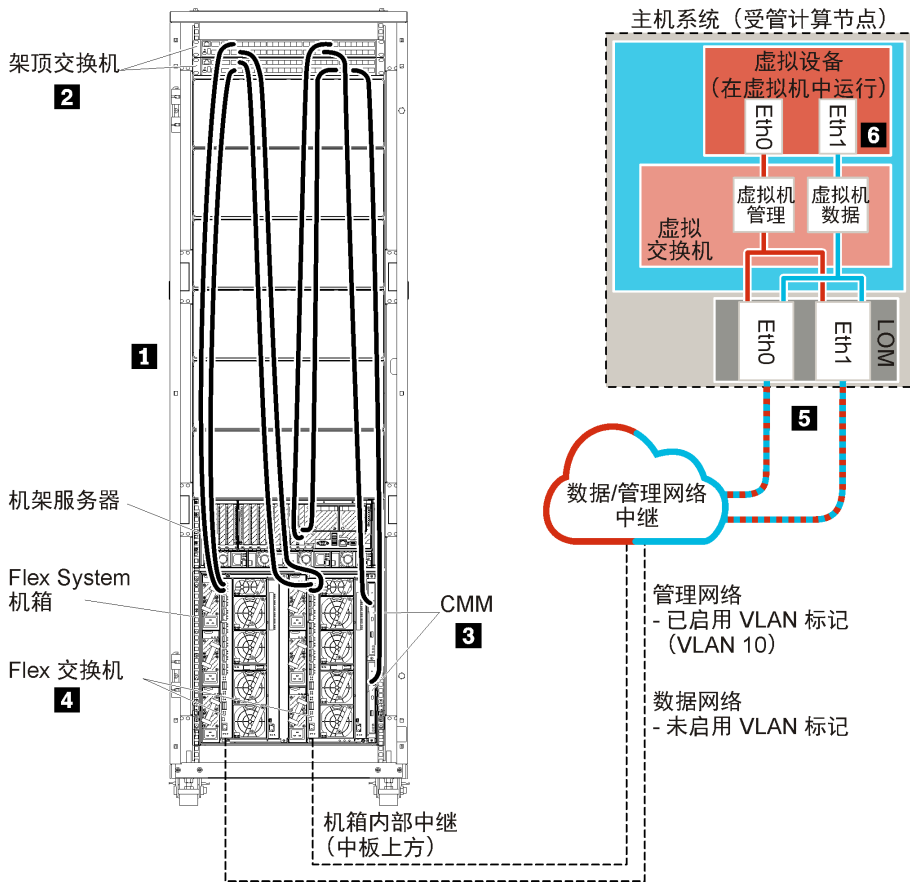 架顶交换机
2
1
机架服务器
Flex System
机箱
Flex 交换机
4
CMM
3
机箱内部中继
（中板上方）
主机系统（受管计算节点）
虚拟设备
（在虚拟机中运行）
Eth0
Eth1
6
虚拟机
管理
虚拟机
数据
虚拟
交换机
Eth0
Eth1
LOM
5
数据/管理网络
中继
管理网络
- 已启用 VLAN 标记
（VLAN 10）
数据网络
- 未启用 VLAN 标记